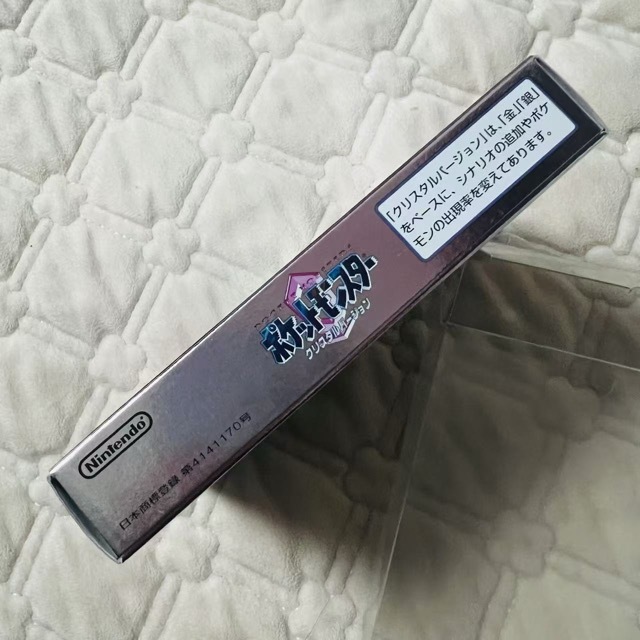 「クリスタルバージョン」は、「金」「銀」
をベースに、シナリオの追加やポケ
モンの出現率を変えてあります。
ポケットモンスター
クリスタルバージョン
Nintendo
日本商標登録 第4141170号